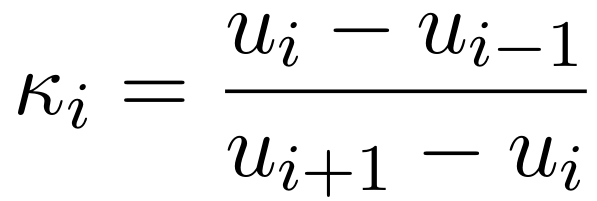 κ_i = \frac{u_i - u_{i-1}}{u_{i+1} - u_i}